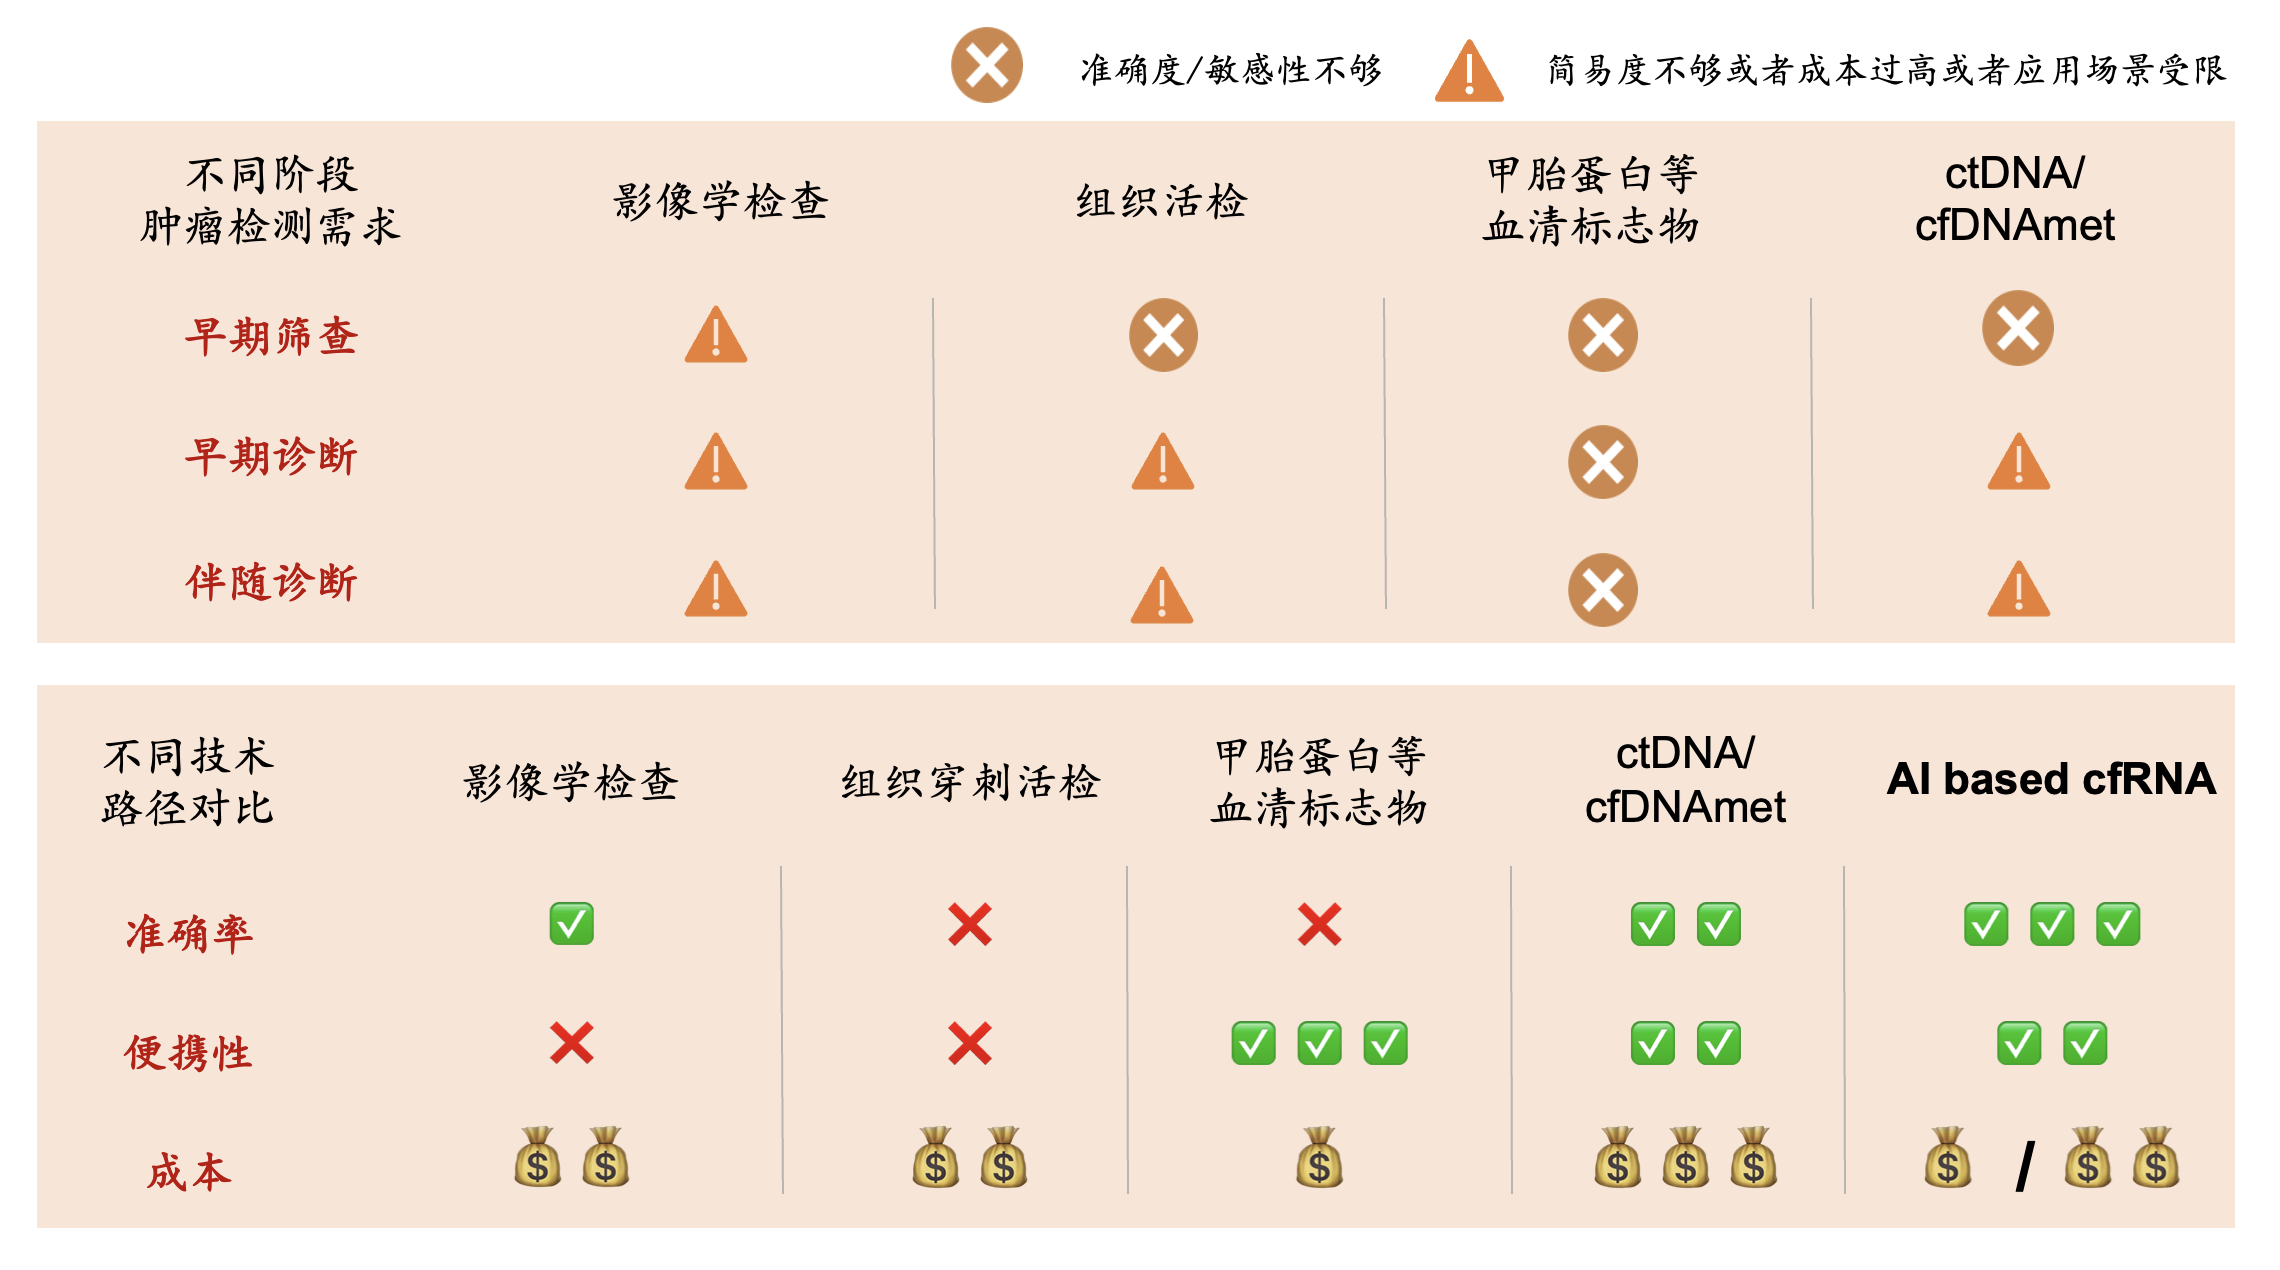 准确度/敏感性不够
简易度不够或者成本过高或者应用场景受限
不同阶段
肿瘤检测需求
影像学检查
组织活检
甲胎蛋白等
血清标志物
ctDNA/
cfDNAmet
早期筛查
早期诊断
伴随诊断
不同技术
路径对比
影像学检查
组织穿刺活检
甲胎蛋白等
血清标志物
ctDNA/
cfDNAmet
AI based cfRNA
准确率
便携性
成本
/